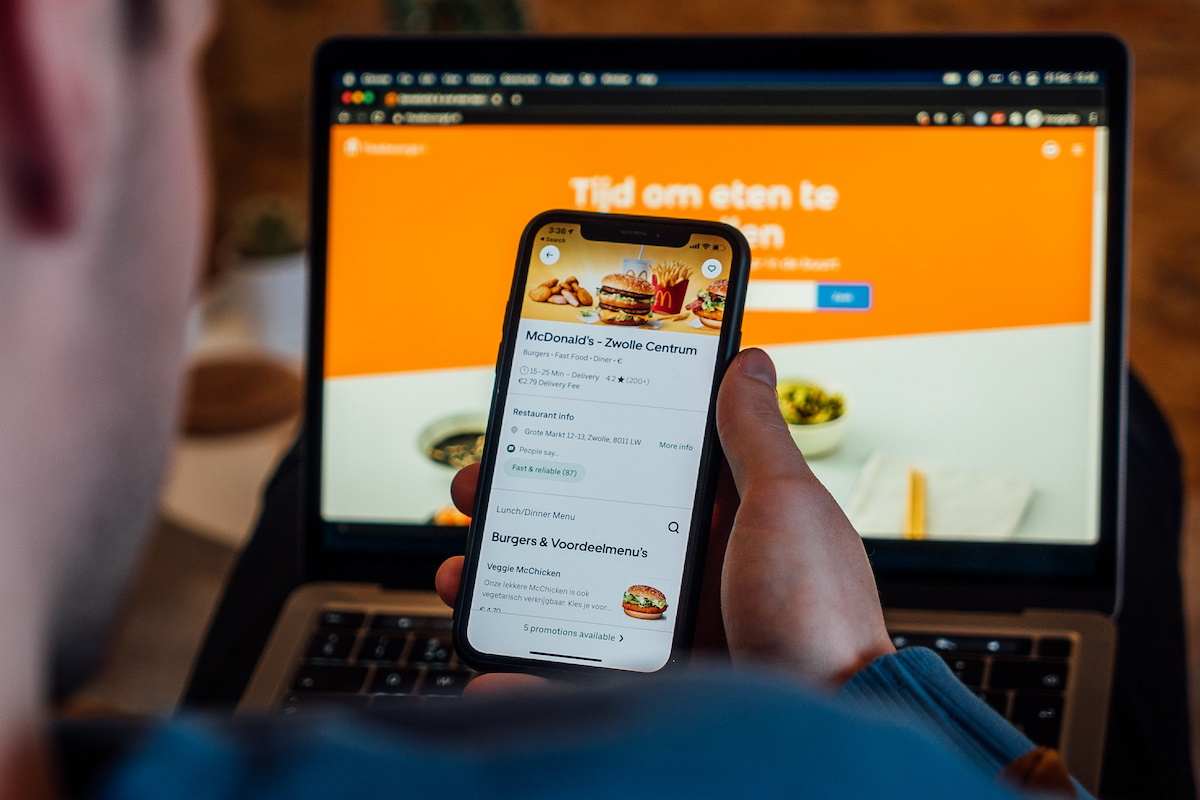 Tijd om eten te
3:36
Search
McDonald's - Zwolle Centrum
Burgers • Fast Food • Diner • €
15-25 Min – Delivery 4.2 ★ (200+)
€2.79 Delivery Fee
Restaurant info
Grote Markt 12-13, Zwolle, 8011 LW
More info
People say..
Fast & reliable (87)
Lunch/Dinner Menu
Burgers & Voordeelmenu's
Veggie McChicken
Onze lekkere McChicken is ook
vegetarisch verkrijgbaar. Kies je voor...
€4.70
5 promotions available